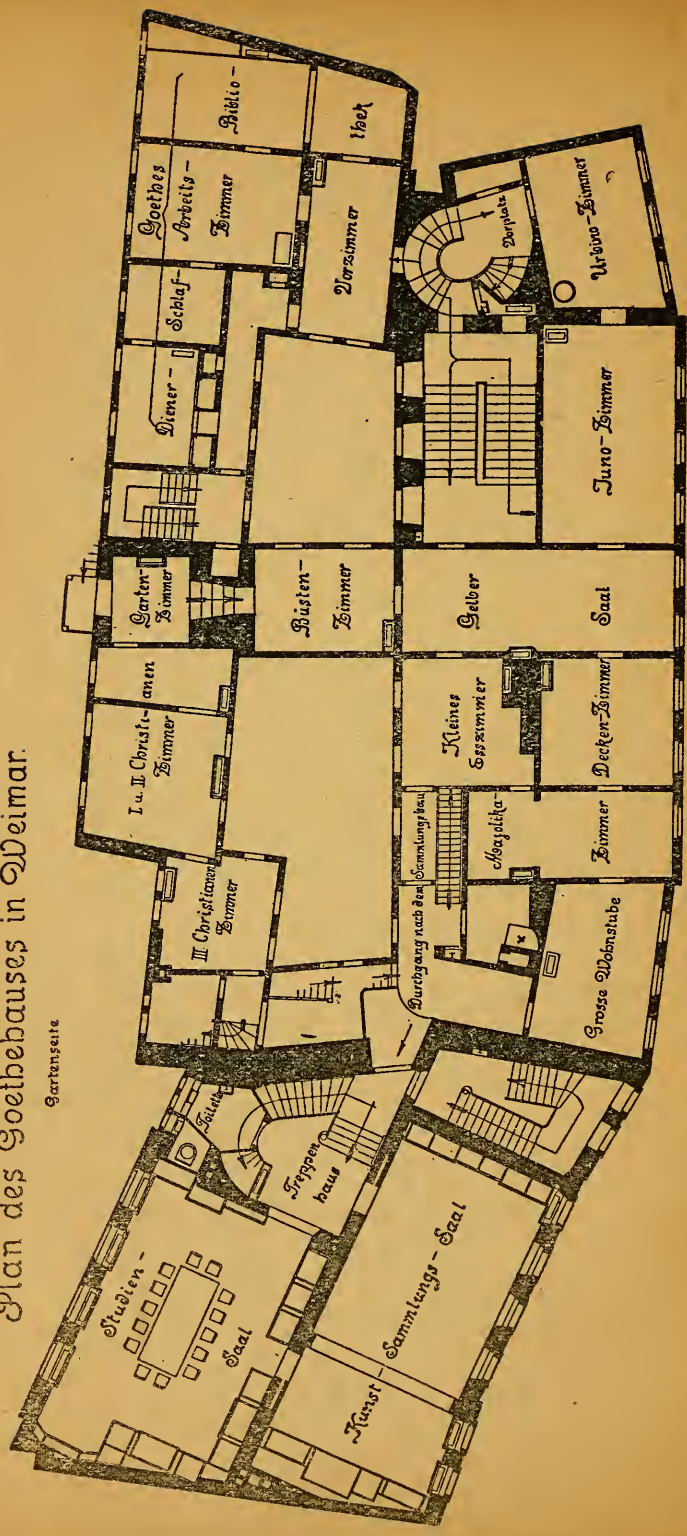 Plan des Goethehauses in Weimar.
Gartenseite
Studien-
Saal
Toilette
Treppen
haus
Kunst-Sammlungs-Saal
III Christianen
Zimmer
I. u. II Christi-anen
Zimmer
Garten-
Zimmer
Diener-
Schlaf-
Goethes
Arbeits-
Zimmer
Biblio-
thek
Vorzimmer
Büsten-
Zimmer
Durchgang nach dem Sammlungsbau
Kleines
Esszimmer
Gelber
Saal
Vorplatz
Urbino-Zimmer
Juno-Zimmer
Decken-Zimmer
Majolika-
Zimmer
Grosse Wohnstube